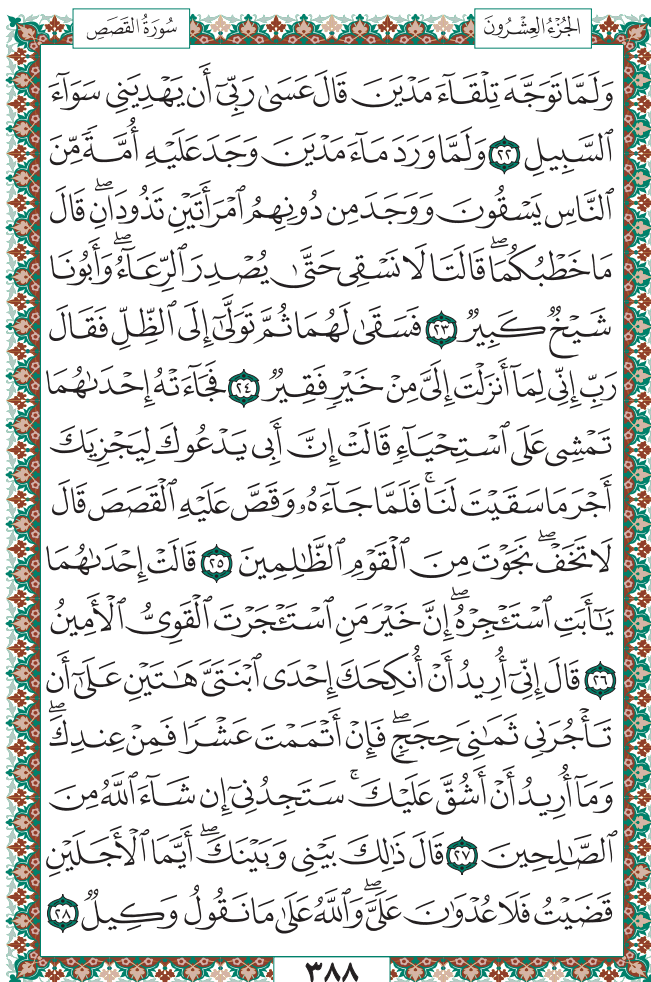 سُورَةُ القَصَصِ
الجُزْءُ العِشْرُونَ
وَلَمَّا تَوَجَّهَ تِلْقَآءَ مَدْيَنَ قَالَ عَسَىٰ رَبِّىٓ أَن يَهْدِيَنِى سَوَآءَ
ٱلسَّبِيلِ ٢٢ وَلَمَّا وَرَدَ مَآءَ مَدْيَنَ وَجَدَ عَلَيْهِ أُمَّةً مِّنَ
ٱلنَّاسِ يَسْقُونَ وَوَجَدَ مِن دُونِهِمُ ٱمْرَأَتَيْنِ تَذُودَانِۖ قَالَ
مَا خَطْبُكُمَاۖ قَالَتَا لَا نَسْقِى حَتَّىٰ يُصْدِرَ ٱلرِّعَآءُۖ وَأَبُونَا
شَيْخٌ كَبِيرٌ ٢٣ فَسَقَىٰ لَهُمَا ثُمَّ تَوَلَّىٰٓ إِلَى ٱلظِّلِّ فَقَالَ
رَبِّ إِنِّى لِمَآ أَنزَلْتَ إِلَىَّ مِنْ خَيْرٍ فَقِيرٌ ٢٤ فَجَآءَتْهُ إِحْدَىٰهُمَا
تَمْشِى عَلَى ٱسْتِحْيَآءٍ قَالَتْ إِنَّ أَبِى يَدْعُوكَ لِيَجْزِيَكَ
أَجْرَ مَا سَقَيْتَ لَنَاۚ فَلَمَّا جَآءَهُۥ وَقَصَّ عَلَيْهِ ٱلْقَصَصَ قَالَ
لَا تَخَفْۖ نَجَوْتَ مِنَ ٱلْقَوْمِ ٱلظَّٰلِمِينَ ٢٥ قَالَتْ إِحْدَىٰهُمَا
يَٰٓأَبَتِ ٱسْتَـْٔجِرْهُۖ إِنَّ خَيْرَ مَنِ ٱسْتَـْٔجَرْتَ ٱلْقَوِىُّ ٱلْأَمِينُ
٢٦ قَالَ إِنِّىٓ أُرِيدُ أَنْ أُنكِحَكَ إِحْدَى ٱبْنَتَىَّ هَٰتَيْنِ عَلَىٰٓ أَن
تَأْجُرَنِى ثَمَٰنِىَ حِجَجٍۖ فَإِنْ أَتْمَمْتَ عَشْرًا فَمِنْ عِندِكَۖ
وَمَآ أُرِيدُ أَنْ أَشُقَّ عَلَيْكَۚ سَتَجِدُنِىٓ إِن شَآءَ ٱللَّهُ مِنَ
ٱلصَّٰلِحِينَ ٢٧ قَالَ ذَٰلِكَ بَيْنِى وَبَيْنَكَۖ أَيَّمَا ٱلْأَجَلَيْنِ
قَضَيْتُ فَلَا عُدْوَٰنَ عَلَىَّۖ وَٱللَّهُ عَلَىٰ مَا نَقُولُ وَكِيلٌ ٢٨
٣٨٨